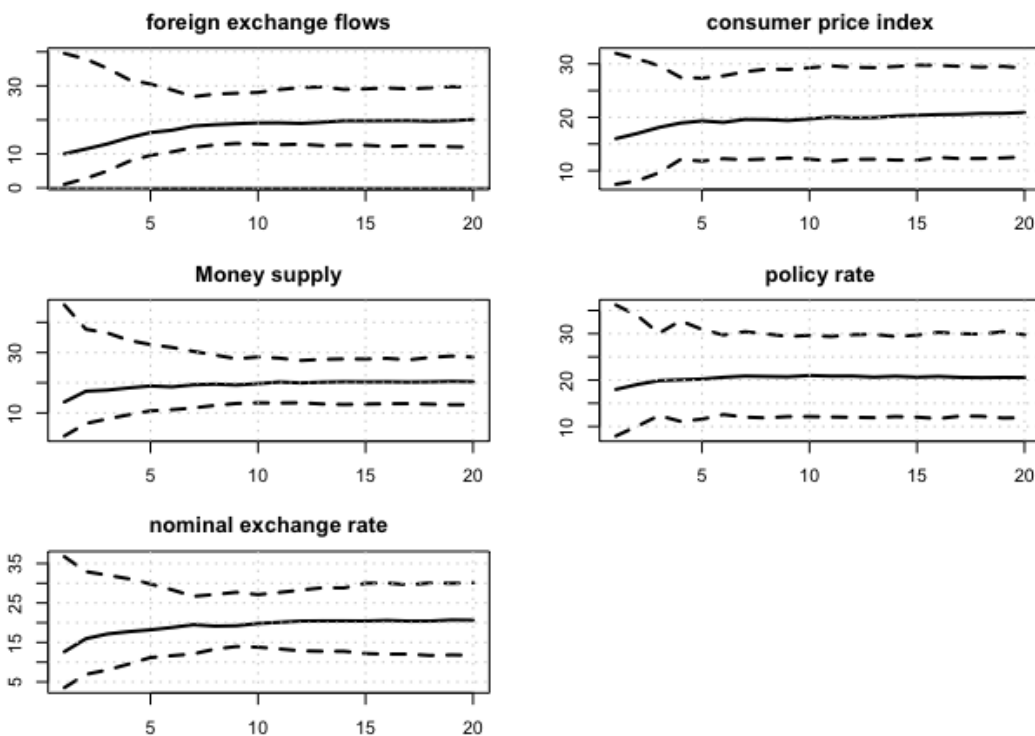 foreign exchange flows
0 10 30
5 10 15 20
consumer price index
10 20 30
5 10 15 20
Money supply
10 30
5 10 15 20
policy rate
10 20 30
5 10 15 20
nominal exchange rate
5 15 25 35
5 10 15 20